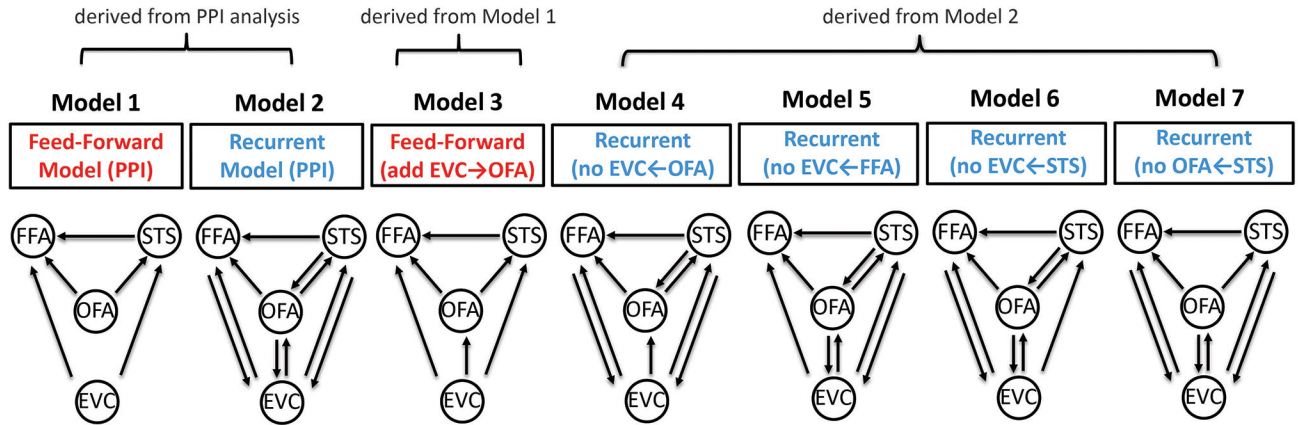 derived from PPI analysis
derived from Model 1
derived from Model 2
Model 1
Model 2
Model 3
Model 4
Model 5
Model 6
Model 7
Feed-Forward
Model (PPI)
Recurrent
Model (PPI)
Feed-Forward
(add EVC→OFA)
Recurrent
(no EVC←OFA)
Recurrent
(no EVC←FFA)
Recurrent
(no EVC←STS)
Recurrent
(no OFA←STS)
FFA
STS
OFA
EVC
FFA
STS
OFA
EVC
FFA
STS
OFA
EVC
FFA
STS
OFA
EVC
FFA
STS
OFA
EVC
FFA
STS
OFA
EVC
FFA
STS
OFA
EVC